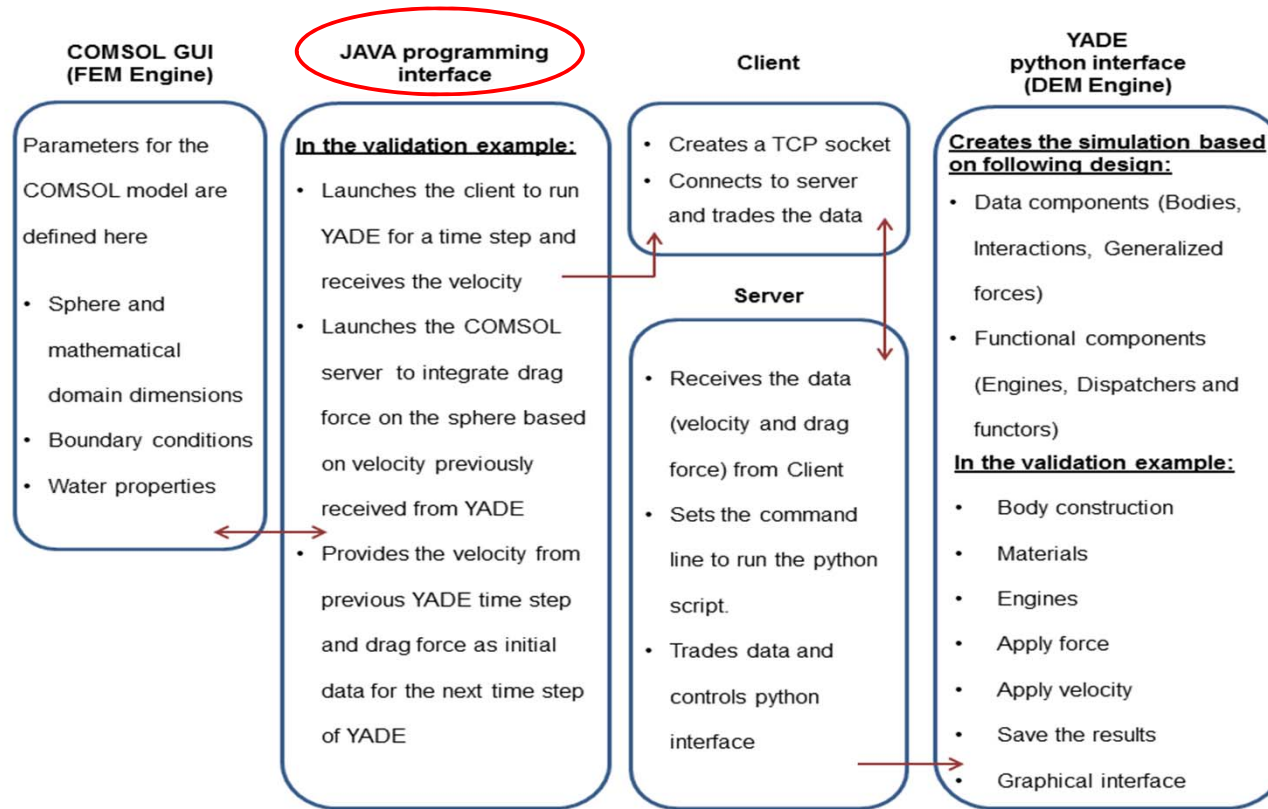 COMSOL GUI
(FEM Engine)
Parameters for the
COMSOL model are
defined here
• Sphere and
mathematical
domain dimensions
• Boundary conditions
• Water properties
JAVA programming
interface
In the validation example:
• Launches the client to run
YADE for a time step and
receives the velocity
• Launches the COMSOL
server to integrate drag
force on the sphere based
on velocity previously
received from YADE
• Provides the velocity from
previous YADE time step
and drag force as initial
data for the next time step
of YADE
Client
• Creates a TCP socket
• Connects to server
and trades the data
Server
• Receives the data
(velocity and drag
force) from Client
• Sets the command
line to run the python
script.
• Trades data and
controls python
interface
YADE
python interface
(DEM Engine)
Creates the simulation based
on following design:
• Data components (Bodies,
Interactions, Generalized
forces)
• Functional components
(Engines, Dispatchers and
functors)
In the validation example:
• Body construction
• Materials
• Engines
• Apply force
• Apply velocity
• Save the results
• Graphical interface